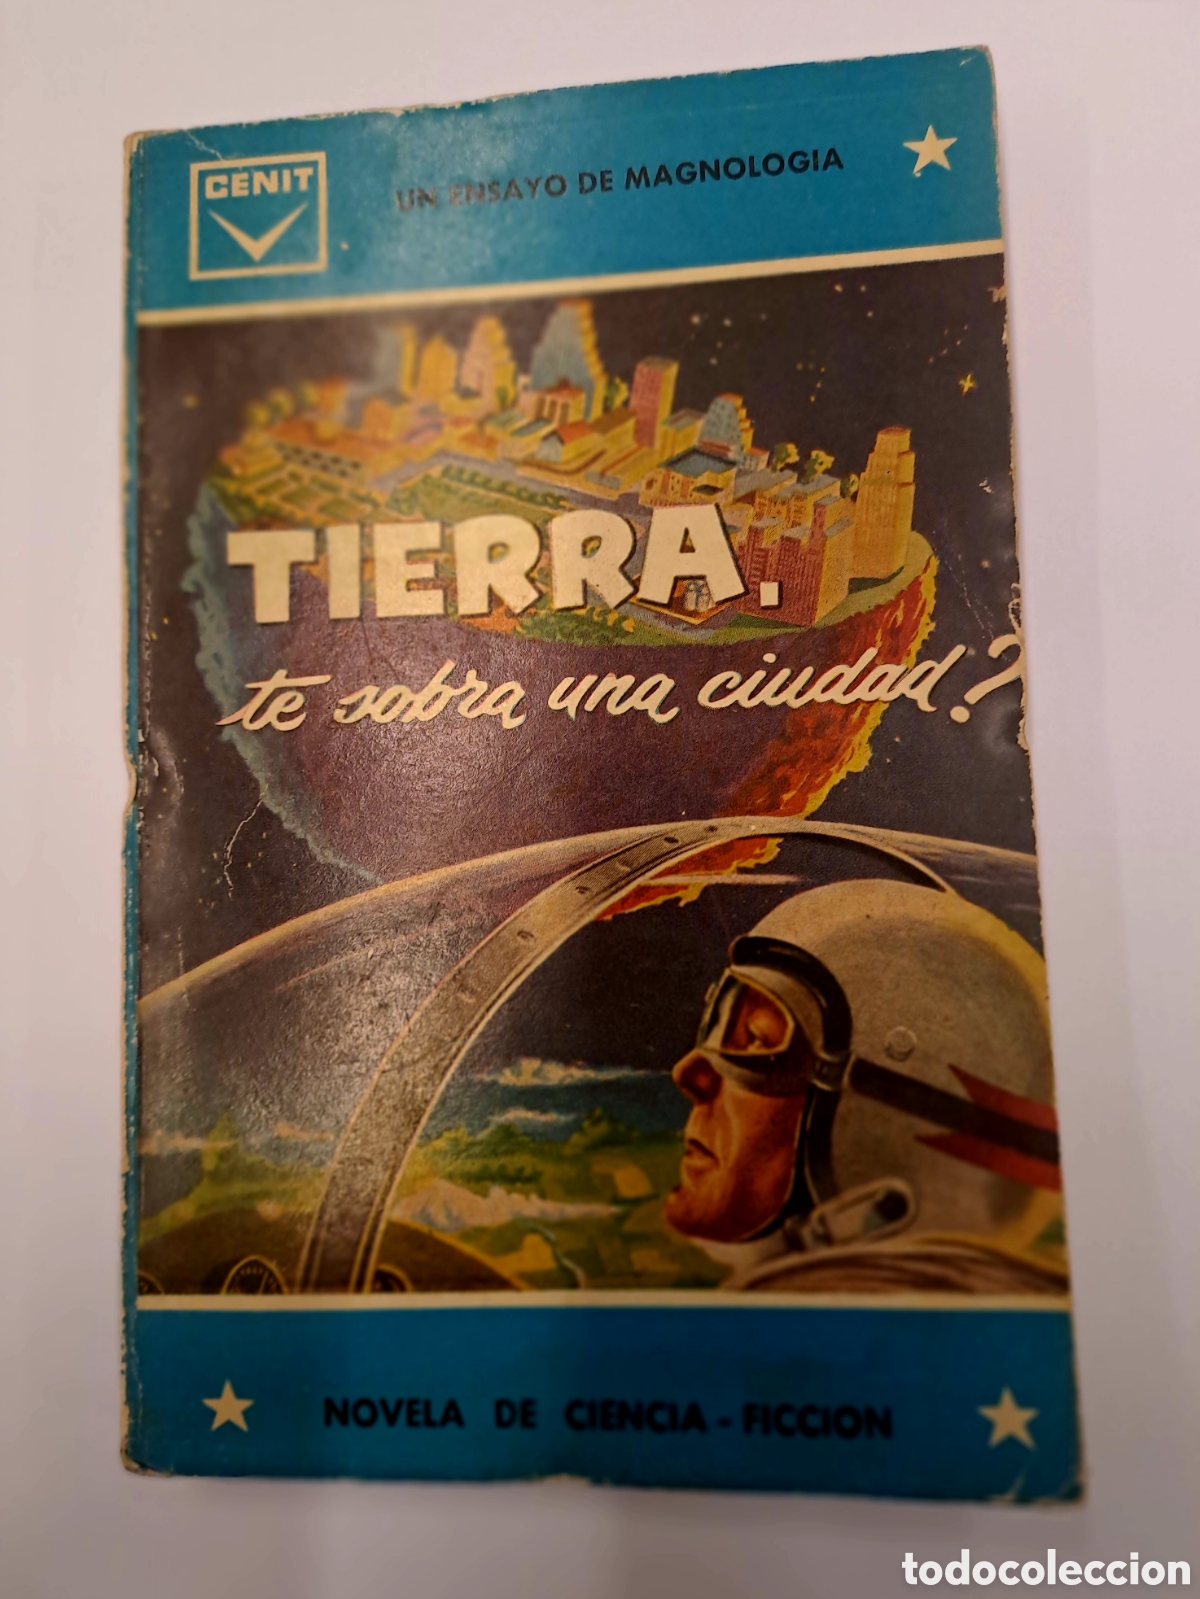 CENIT
UN ENSAYO DE MAGNOLOGIA
TIERRA.
te sobra una ciudad?
NOVELA DE CIENCIA-FICCION
todocoleccion